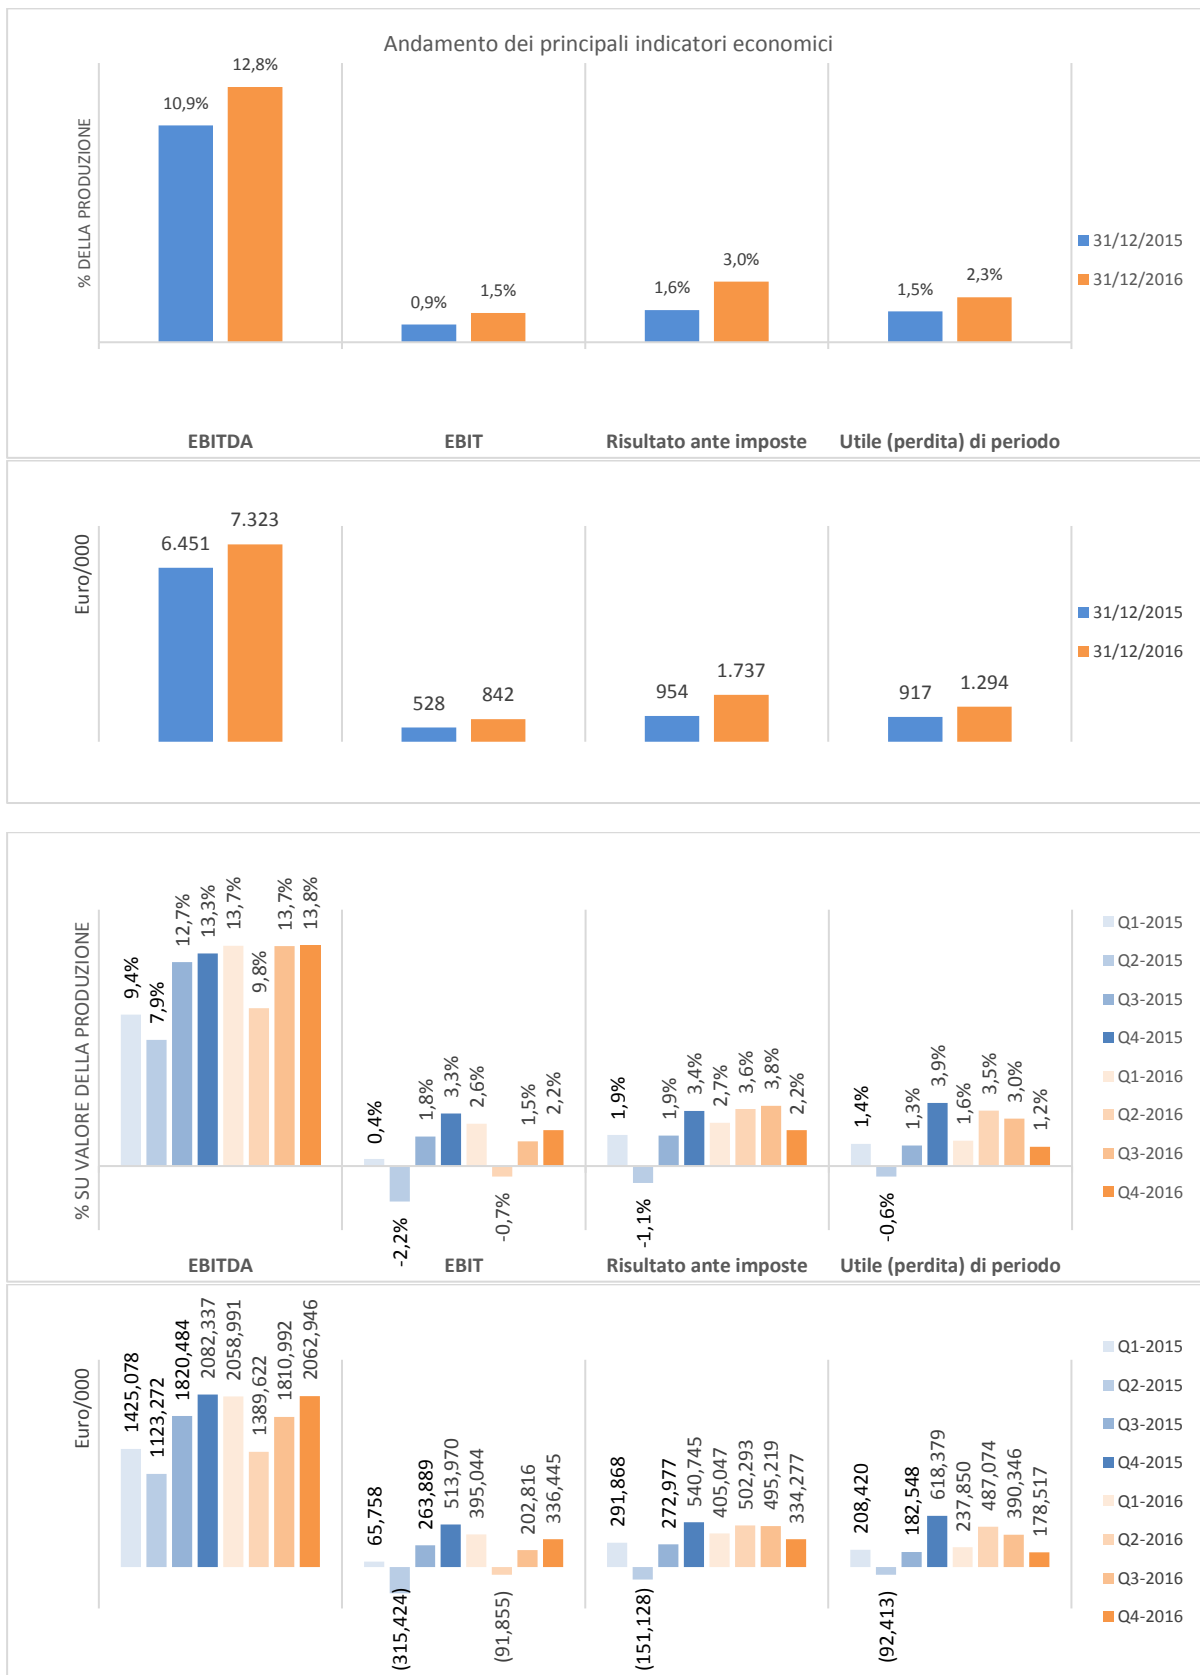 Andamento dei principali indicatori economici
% DELLA PRODUZIONE
10,9%
12,8%
0,9%
1,5%
1,6%
3,0%
1,5%
2,3%
31/12/2015
31/12/2016
EBITDA
EBIT
Risultato ante imposte
Utile (perdita) di periodo
Euro/000
6.451
7.323
528
842
954
1.737
917
1.294
31/12/2015
31/12/2016
% SU VALORE DELLA PRODUZIONE
9,4%
7,9%
12,7%
13,3%
13,7%
9,8%
13,7%
13,8%
0,4%
-2,2%
1,8%
3,3%
2,6%
-0,7%
1,5%
2,2%
1,9%
-1,1%
1,9%
3,4%
2,7%
3,6%
3,8%
2,2%
1,4%
-0,6%
1,3%
3,9%
1,6%
3,5%
3,0%
1,2%
Q1-2015
Q2-2015
Q3-2015
Q4-2015
Q1-2016
Q2-2016
Q3-2016
Q4-2016
EBITDA
EBIT
Risultato ante imposte
Utile (perdita) di periodo
Euro/000
1425,078
1123,272
1820,484
2082,337
2058,991
1389,622
1810,992
2062,946
65,758
(315,424)
263,889
513,970
395,044
(91,855)
202,816
336,445
291,868
(151,128)
272,977
540,745
405,047
502,293
495,219
334,277
208,420
(92,413)
182,548
618,379
237,850
487,074
390,346
178,517
Q1-2015
Q2-2015
Q3-2015
Q4-2015
Q1-2016
Q2-2016
Q3-2016
Q4-2016